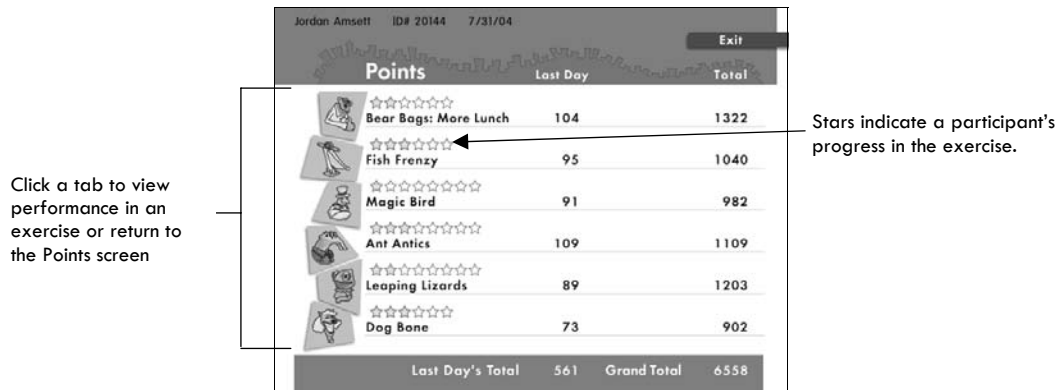 Jordan Amsett ID# 20144 7/31/04
Exit
Points Last Day Total
Bear Bags: More Lunch 104 1322
Fish Frenzy 95 1040
Magic Bird 91 982
Ant Antics 109 1109
Leaping Lizards 89 1203
Dog Bone 73 902
Last Day's Total 561 Grand Total 6558
Click a tab to view
performance in an
exercise or return to
the Points screen
Stars indicate a participant's
progress in the exercise.